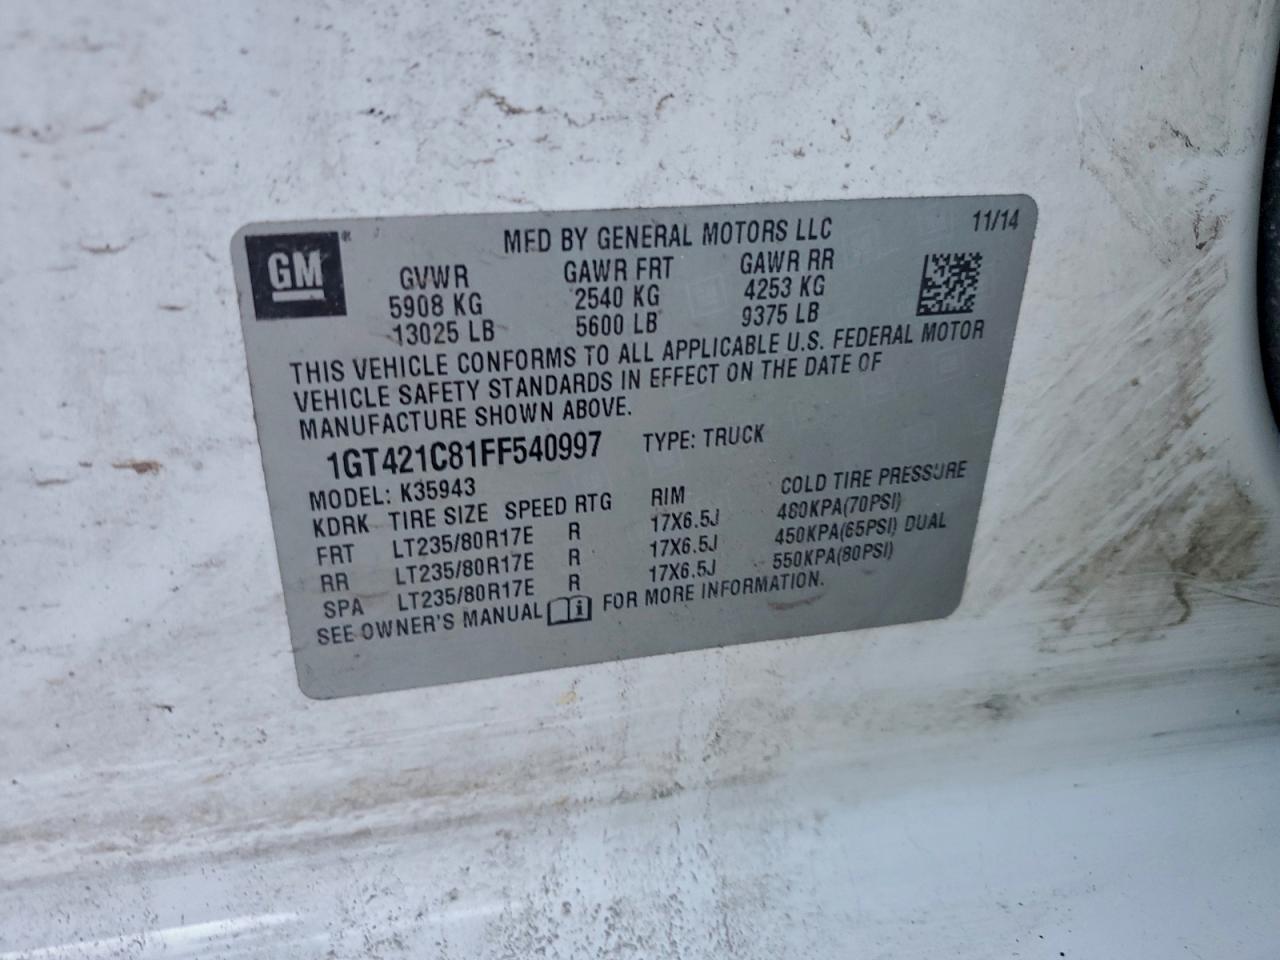 MFD BY GENERAL MOTORS LLC 11/14
GM®
GVWR GAWR FRT GAWR RR
5908 KG 2540 KG 4253 KG
13025 LB 5600 LB 9375 LB
THIS VEHICLE CONFORMS TO ALL APPLICABLE U.S. FEDERAL MOTOR
VEHICLE SAFETY STANDARDS IN EFFECT ON THE DATE OF
MANUFACTURE SHOWN ABOVE.
1GT421C81FF540997 TYPE: TRUCK
MODEL: K35943
KDRK TIRE SIZE SPEED RTG RIM COLD TIRE PRESSURE
FRT LT235/80R17E R 17X6.5J 480KPA(70PSI)
RR LT235/80R17E R 17X6.5J 450KPA(65PSI) DUAL
SPA LT235/80R17E R 17X6.5J 550KPA(80PSI)
SEE OWNER'S MANUAL i FOR MORE INFORMATION.